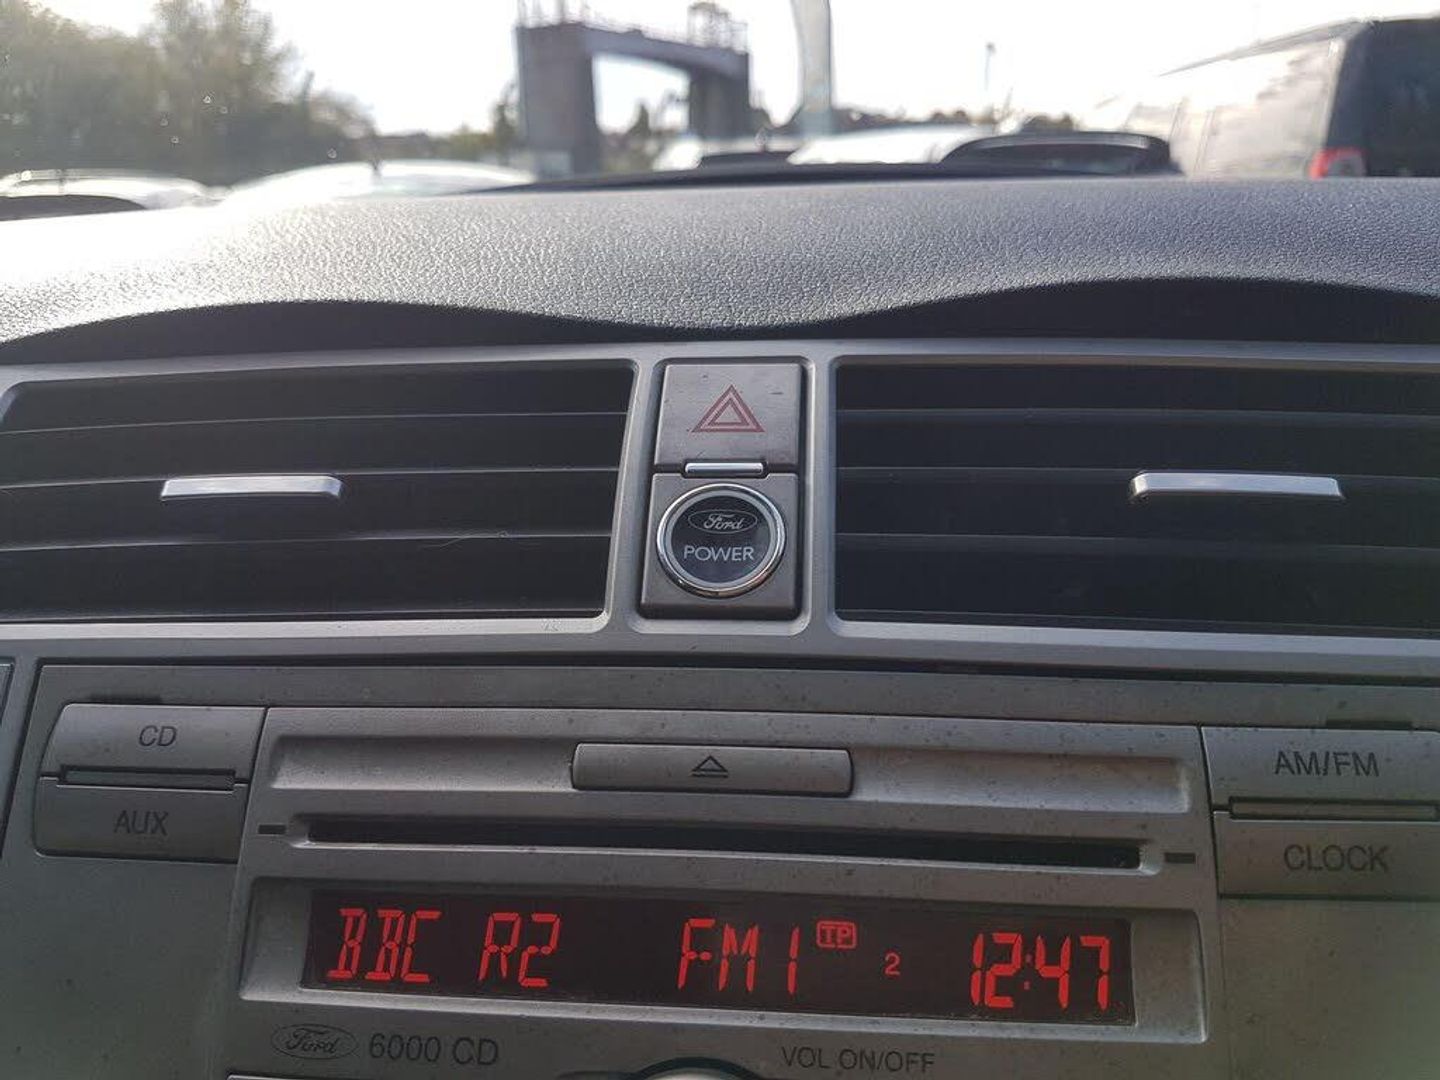 Ford
POWER
CD
AUX
AM/FM
CLOCK
BBC R2 FM1 TP 2 12:47
Ford 6000 CD
VOL ON/OFF